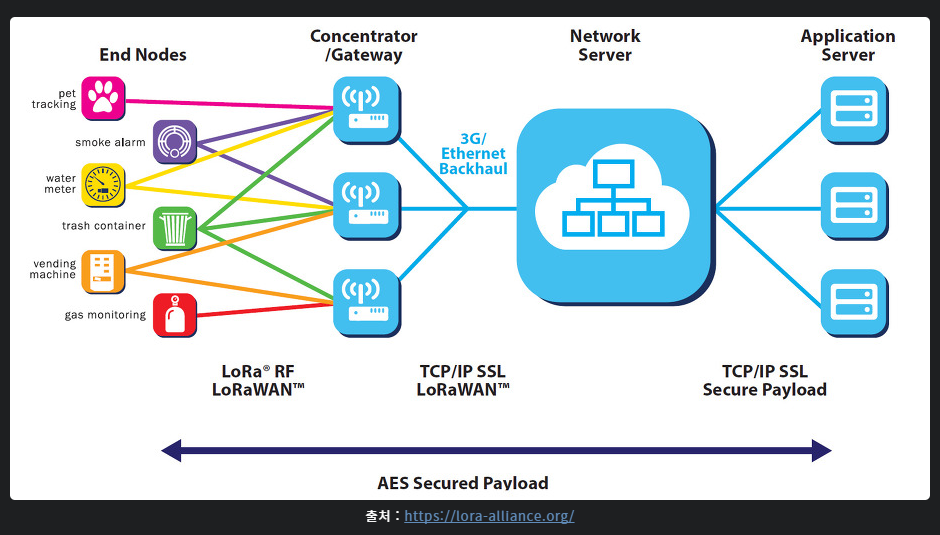 End Nodes
Concentrator
/Gateway
Network
Server
Application
Server
pet
tracking
smoke alarm
water
meter
trash container
vending
machine
gas monitoring
3G/
Ethernet
Backhaul
LoRa® RF
LoRaWAN™
TCP/IP SSL
LoRaWAN™
TCP/IP SSL
Secure Payload
AES Secured Payload
출처 : https://lora-alliance.org/